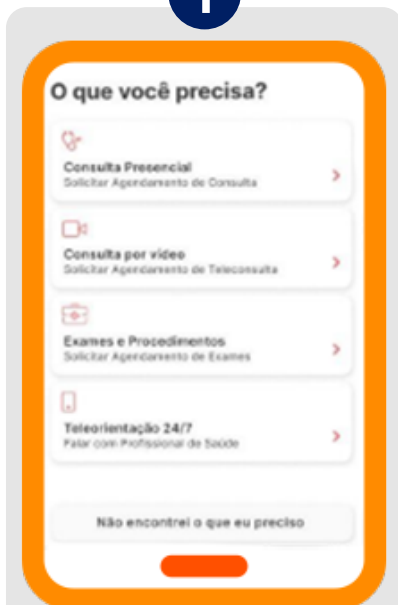 1
O que você precisa?
Consulta Presencial
Solicitar Agendamento de Consulta
Consulta por vídeo
Solicitar Agendamento de Teleconsulta
Exames e Procedimentos
Solicitar Agendamento de Exames
Teleorientação 24/7
Falar com Profissional de Saúde
Não encontrei o que eu preciso